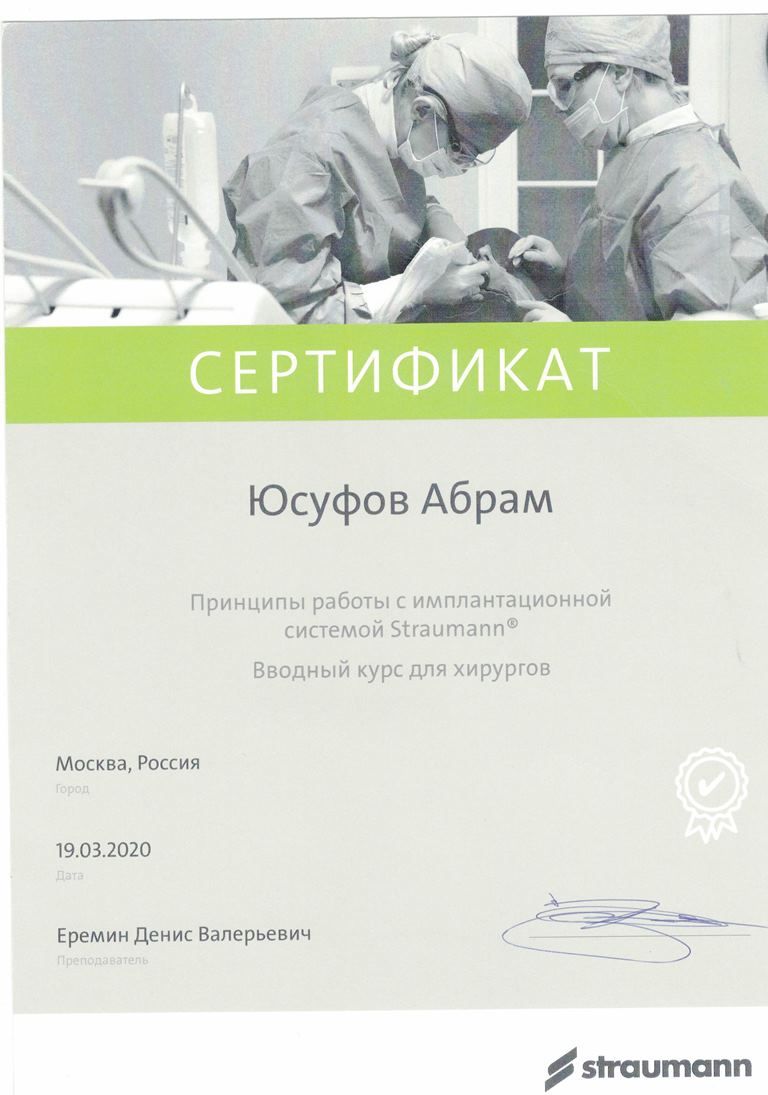 СЕРТИФИКАТ
Юсуфов Абрам
Принципы работы с имплантационной
системой Straumann®
Вводный курс для хирургов
Москва, Россия
Город
19.03.2020
Дата
Еремин Денис Валерьевич
Преподаватель
straumann